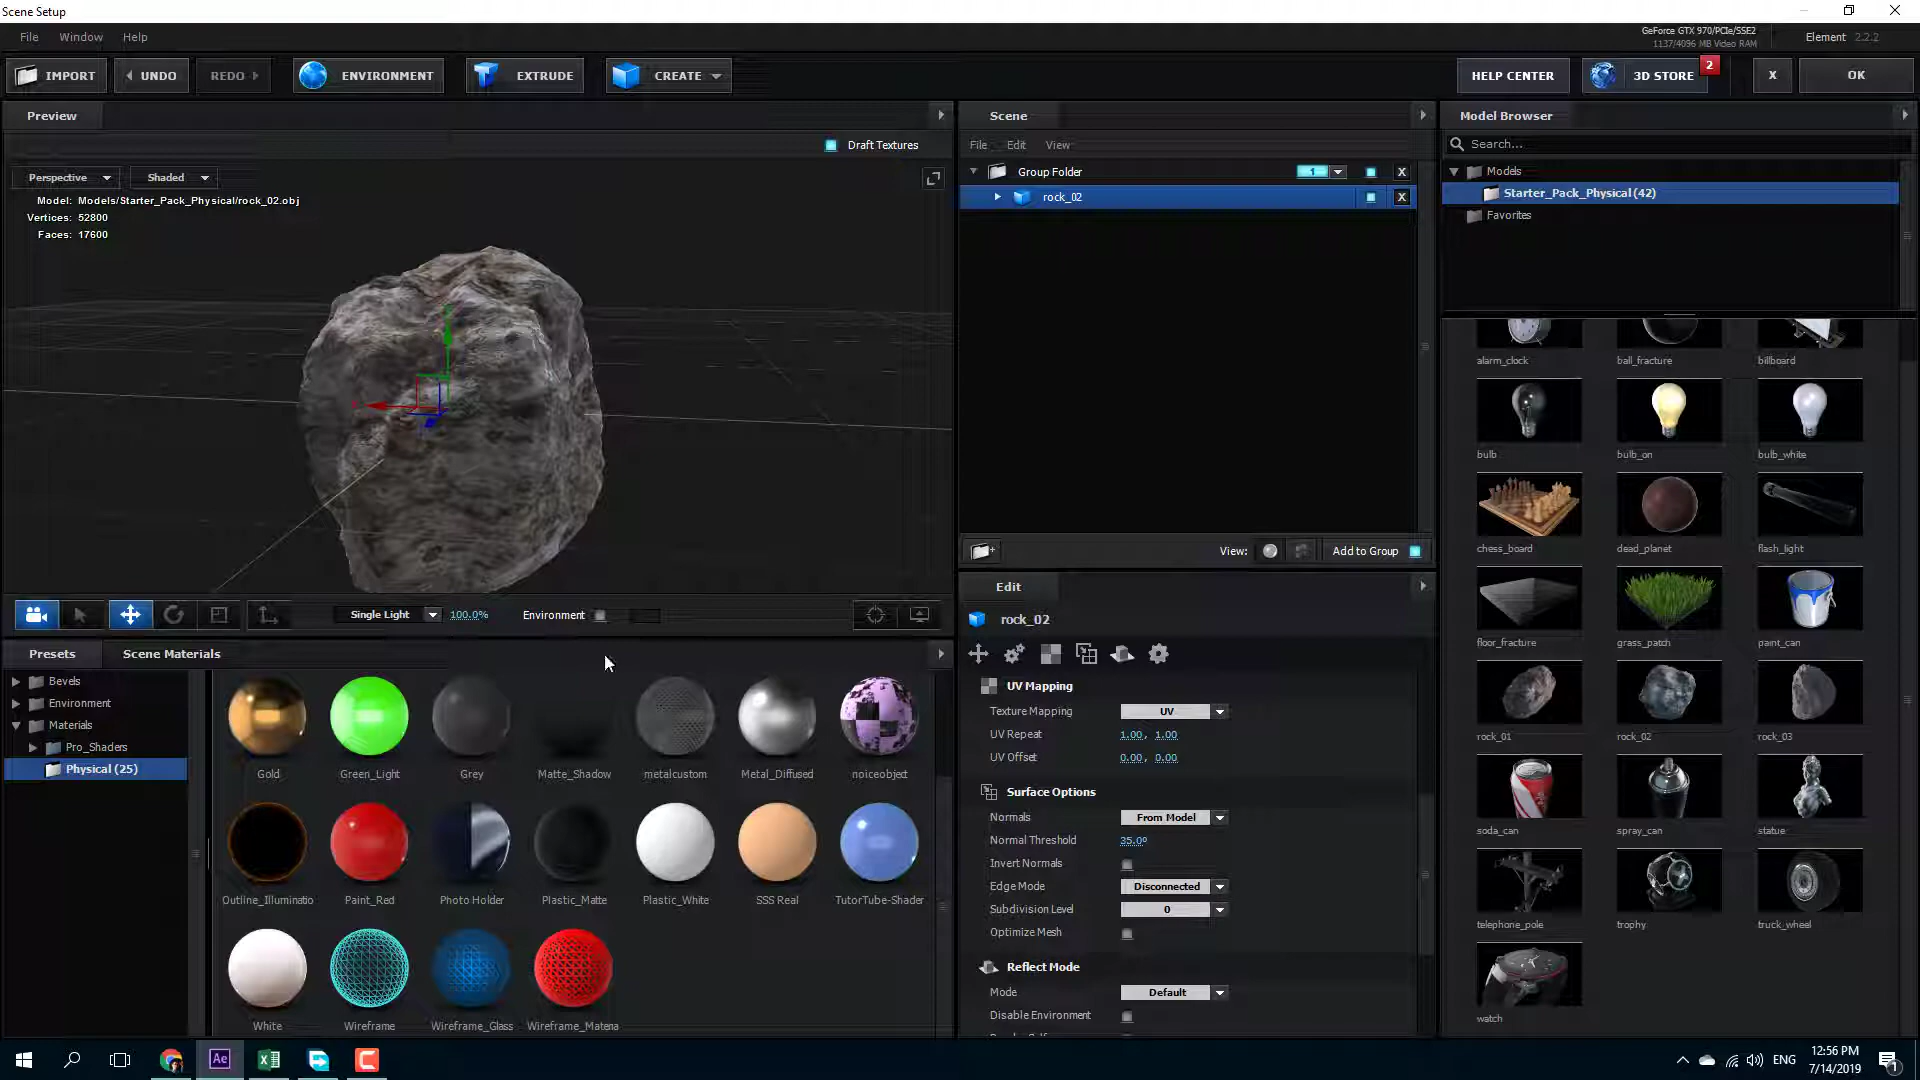 Scene Setup
File Window Help
GeForce GTX 970/PCIe/SSE2
1137/4096 MB Video RAM
Element 2.2.2
IMPORT UNDO REDO ENVIRONMENT EXTRUDE CREATE HELP CENTER 3D STORE 2 X OK
Preview
Draft Textures
Perspective Shaded
Model: Models/Starter_Pack_Physical/rock_02.obj
Vertices: 52800
Faces: 17600
Single Light 100.0% Environment
Scene
File Edit View
Group Folder 1 X
rock_02 X
View: Add to Group
Model Browser
Search...
Models
Starter_Pack_Physical (42)
Favorites
alarm_clock ball_fracture billboard
bulb bulb_on bulb_white
chess_board dead_planet flash_light
floor_fracture grass_patch paint_can
rock_01 rock_02 rock_03
soda_can spray_can statue
telephone_pole trophy truck_wheel
watch
Presets Scene Materials
Bevels
Environment
Materials
Pro_Shaders
Physical (25)
Gold Green_Light Grey Matte_Shadow metalcustom Metal_Diffused noiceobject
Outline_Illuminatio Paint_Red Photo Holder Plastic_Matte Plastic_White SSS Real TutorTube-Shader
White Wireframe Wireframe_Glass Wireframe_Materia
Edit
rock_02
UV Mapping
Texture Mapping UV
UV Repeat 1.00, 1.00
UV Offset 0.00, 0.00
Surface Options
Normals From Model
Normal Threshold 35.0°
Invert Normals
Edge Mode Disconnected
Subdivision Level 0
Optimize Mesh
Reflect Mode
Mode Default
Disable Environment
Ae
ENG
12:56 PM
7/14/2019
1